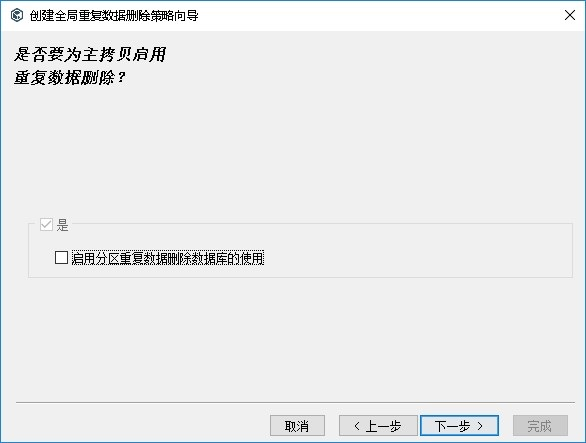 创建全局重复数据删除策略向导
是否要为主拷贝启用
重复数据删除？
是
启用分区重复数据删除数据库的使用
取消
< 上一步
下一步 >
完成